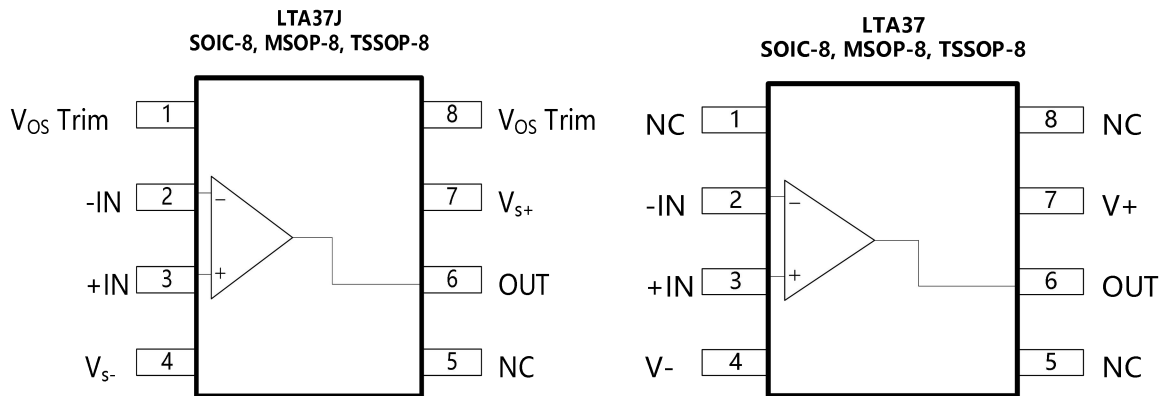 LTA37J
SOIC-8, MSOP-8, TSSOP-8
VOS Trim 1 8 VOS Trim
-IN 2 - 7 Vs+
+IN 3 + 6 OUT
Vs- 4 5 NC
LTA37
SOIC-8, MSOP-8, TSSOP-8
NC 1 8 NC
-IN 2 - 7 V+
+IN 3 + 6 OUT
V- 4 5 NC